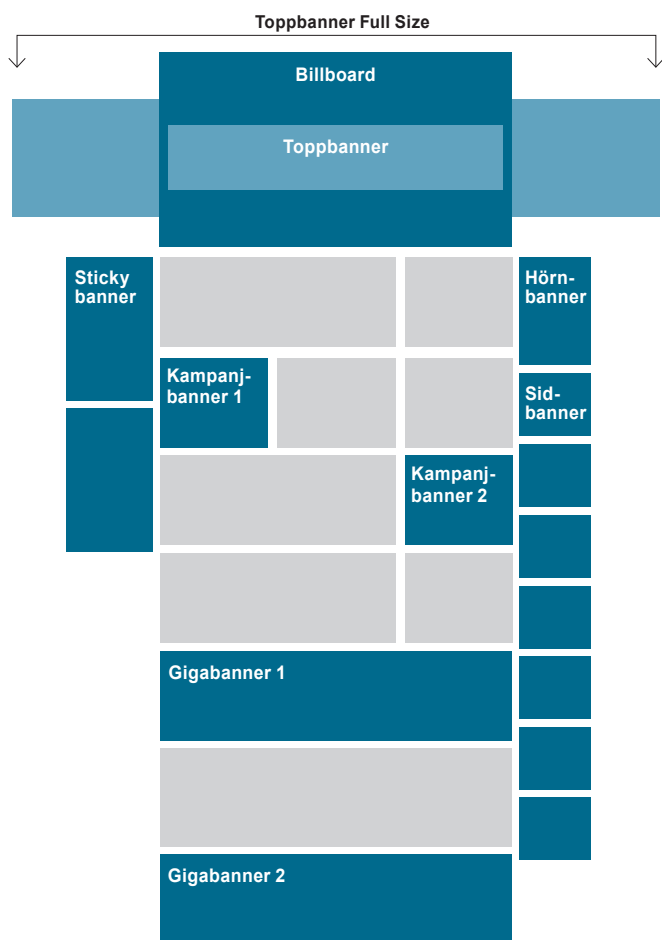 Toppbanner Full Size
Billboard
Toppbanner
Sticky
banner
Hörn-
banner
Kampanj-
banner 1
Sid-
banner
Kampanj-
banner 2
Gigabanner 1
Gigabanner 2